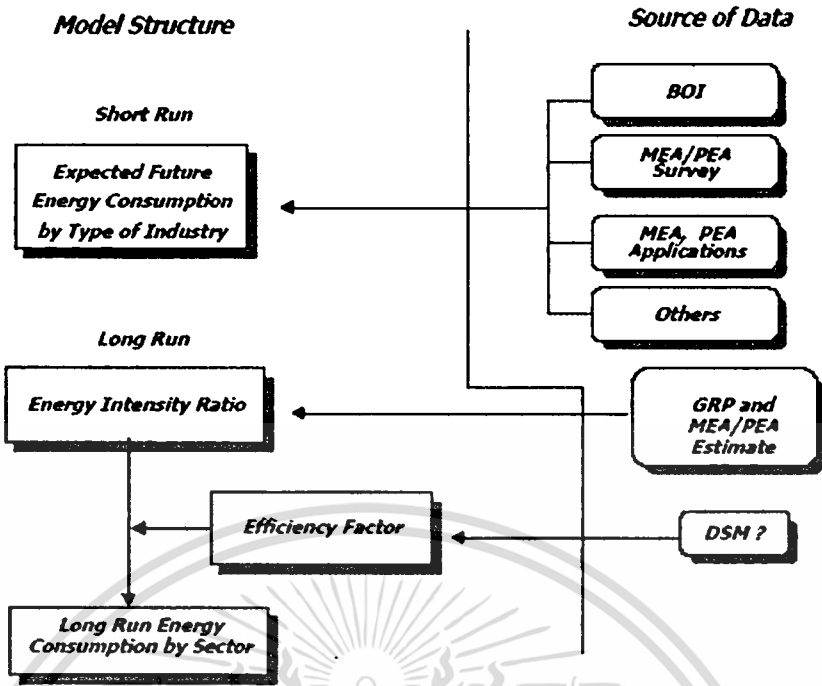 Model Structure
Source of Data
Short Run
Expected Future
Energy Consumption
by Type of Industry
BOI
MEA/PEA
Survey
MEA, PEA
Applications
Others
Long Run
Energy Intensity Ratio
GRP and
MEA/PEA
Estimate
Efficiency Factor
DSM ?
Long Run Energy
Consumption by Sector